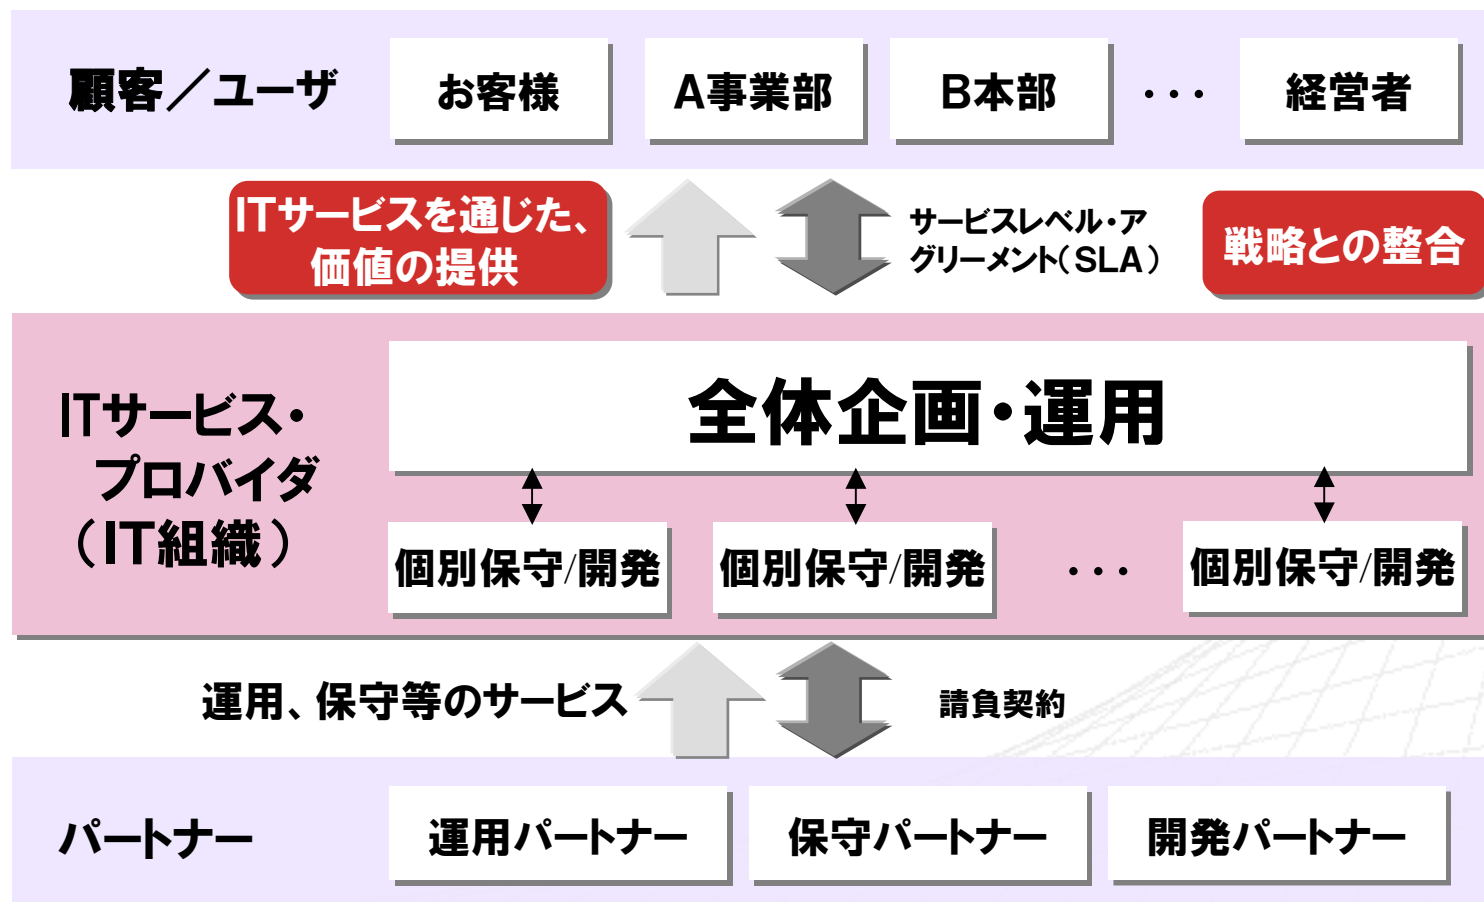 顧客／ユーザ
お客様
A事業部
B本部
・・・
経営者
ITサービスを通じた、
価値の提供
サービスレベル・ア
グリーメント（SLA）
戦略との整合
ITサービス・
プロバイダ
（IT組織）
全体企画・運用
個別保守/開発
個別保守/開発
・・・
個別保守/開発
運用、保守等のサービス
請負契約
パートナー
運用パートナー
保守パートナー
開発パートナー